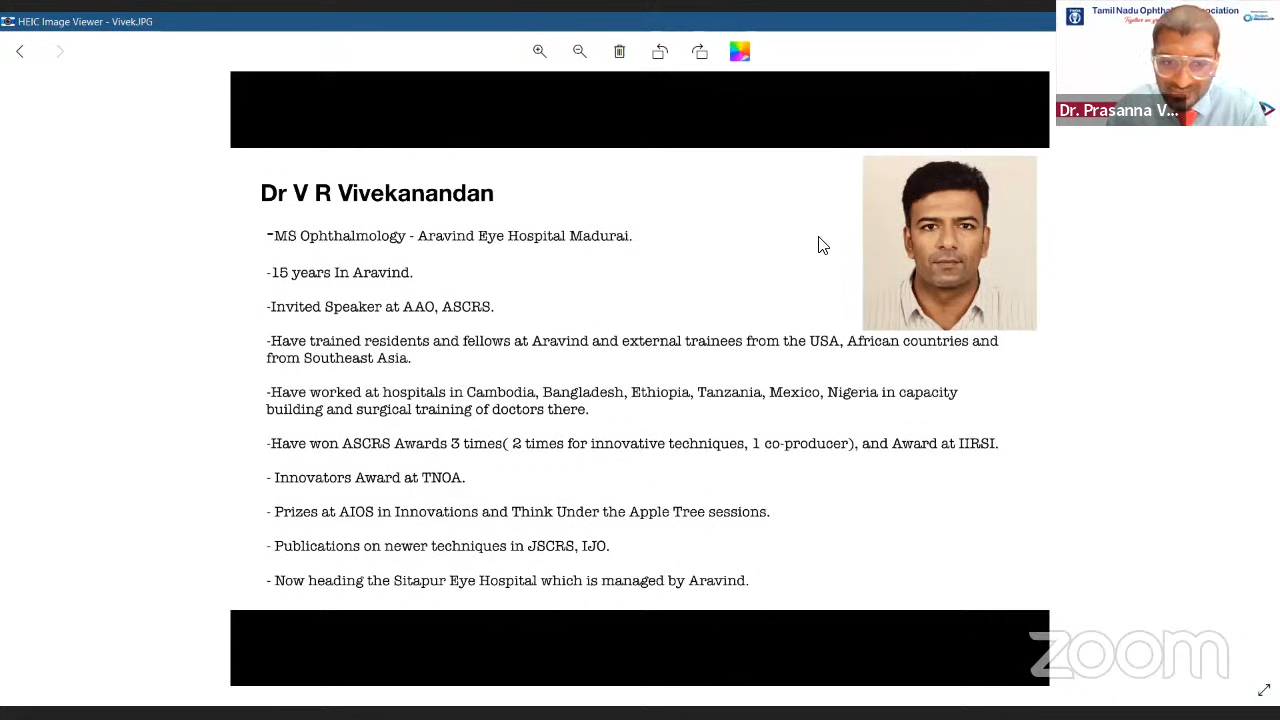 HEIC Image Viewer - Vivek.JPG
Tamil Nadu Ophthal ssociation
Dr. Prasanna V...
Dr V R Vivekanandan
-MS Ophthalmology - Aravind Eye Hospital Madurai.
-15 years In Aravind.
-Invited Speaker at AAO, ASCRS.
-Have trained residents and fellows at Aravind and external trainees from the USA, African countries and
from Southeast Asia.
-Have worked at hospitals in Cambodia, Bangladesh, Ethiopia, Tanzania, Mexico, Nigeria in capacity
building and surgical training of doctors there.
-Have won ASCRS Awards 3 times( 2 times for innovative techniques, 1 co-producer), and Award at IIRSI.
- Innovators Award at TNOA.
- Prizes at AIOS in Innovations and Think Under the Apple Tree sessions.
- Publications on newer techniques in JSCRS, IJO.
- Now heading the Sitapur Eye Hospital which is managed by Aravind.
zoom